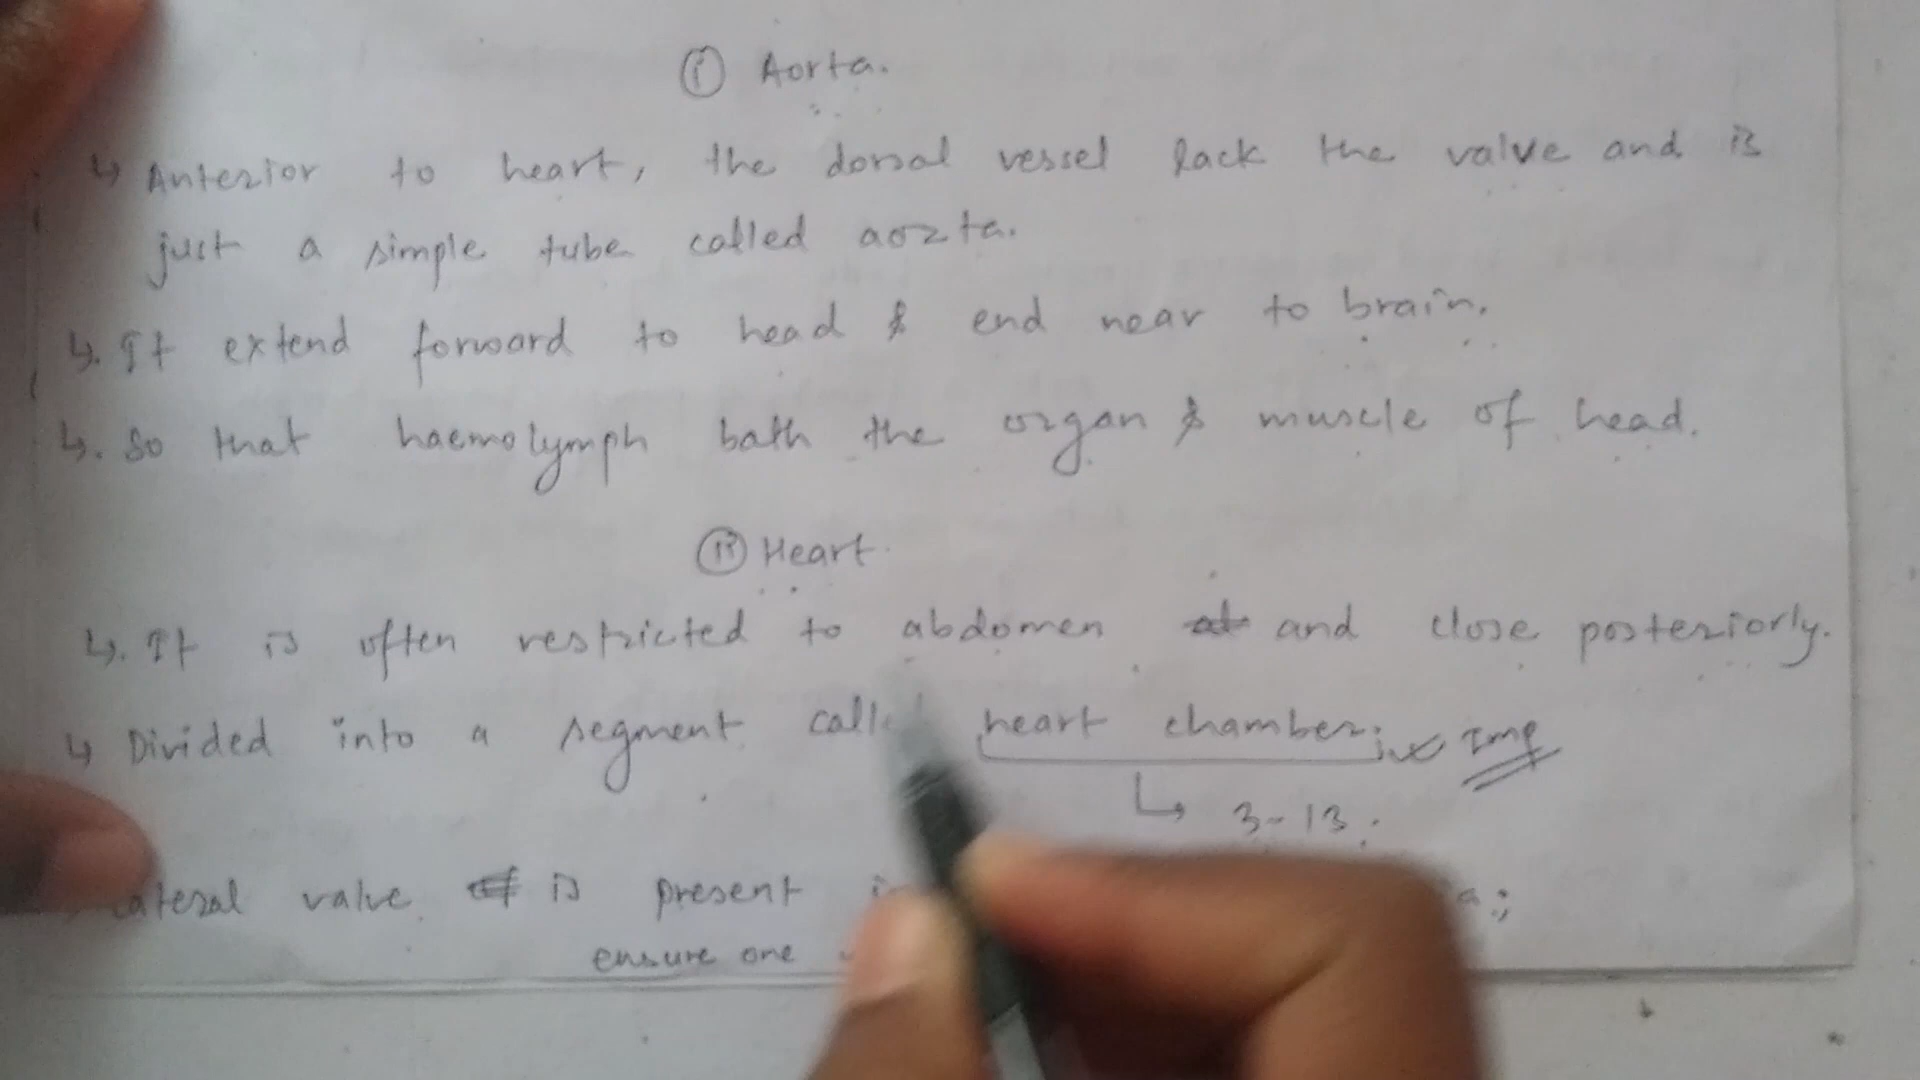 ① Aorta.
↳ Anterior to heart, the dorsal vessel lack the valve and is
just a simple tube called aorta.
↳. It extend forward to head & end near to brain.
↳. So that haemolymph bath the organ & muscle of head.
② Heart.
↳. It is often restricted to abdomen and close posteriorly.
↳ Divided into a segment heart chamber; Imp
↳ 3-13.
valve is present
ensure one